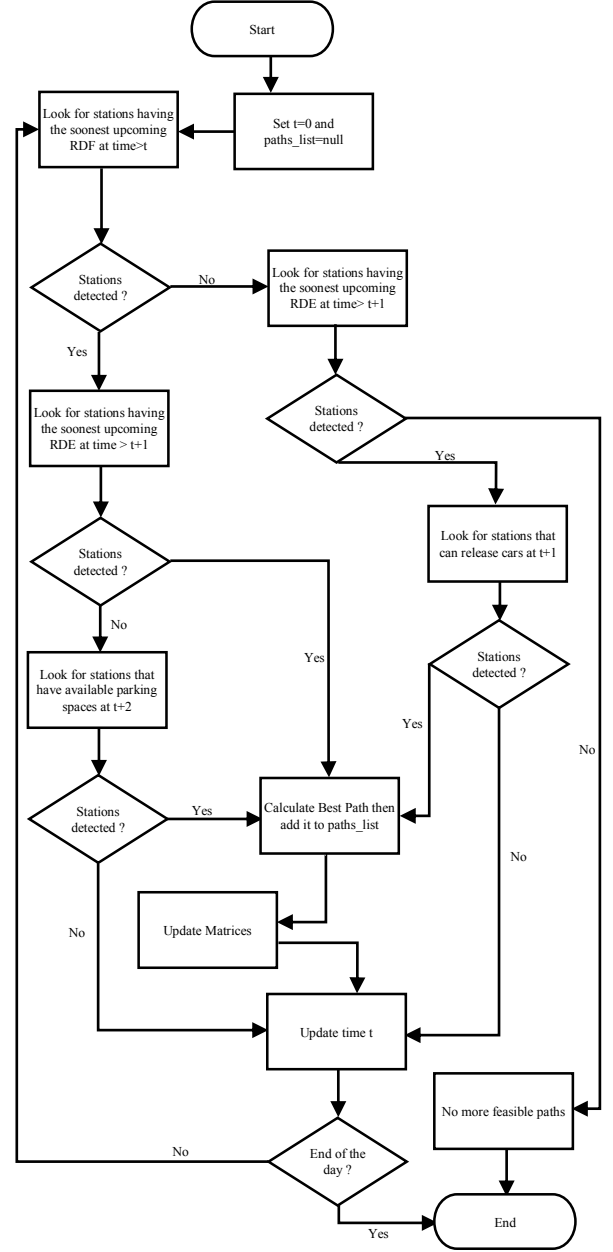 Start
Set t=0 and
paths_list=null
Look for stations having
the soonest upcoming
RDF at time>t
Stations
detected ?
No
Look for stations having
the soonest upcoming
RDE at time> t+1
Yes
Look for stations having
the soonest upcoming
RDE at time > t+1
Stations
detected ?
Yes
Look for stations that
can release cars at t+1
Stations
detected ?
No
Yes
Look for stations that
have available parking
spaces at t+2
Stations
detected ?
Yes
No
Stations
detected ?
Yes
Calculate Best Path then
add it to paths_list
No
No
Update Matrices
Update time t
No more feasible paths
End of the
day ?
No
Yes
End